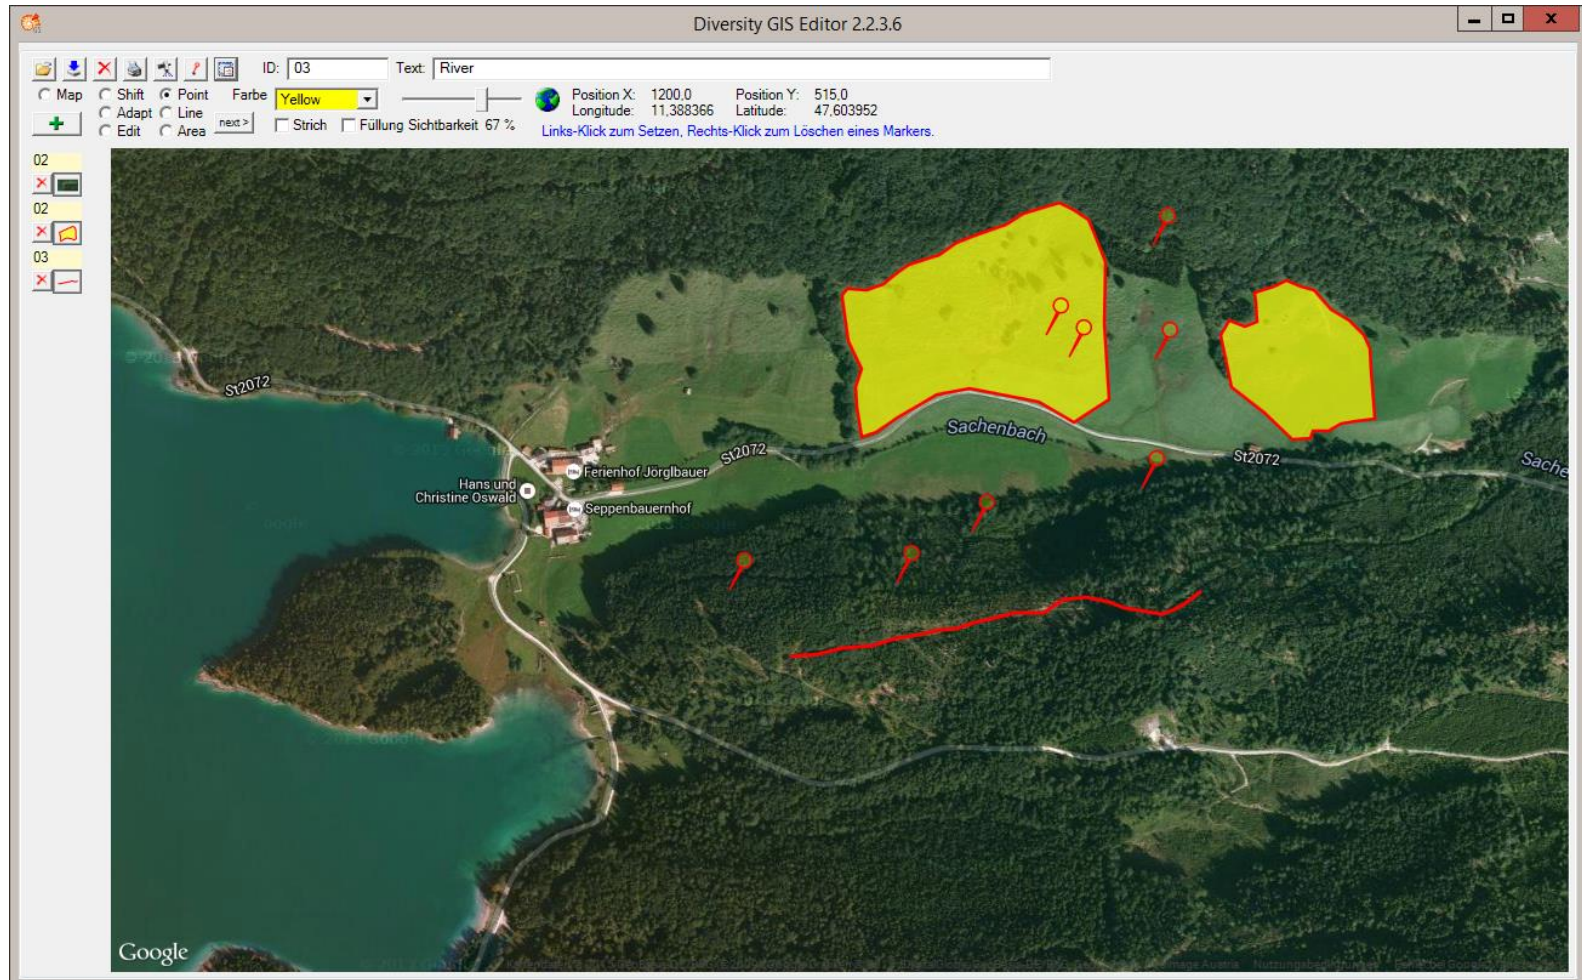 Diversity GIS Editor 2.2.3.6
ID: 03 Text: River
Map Shift Point Farbe Yellow Position X: 1200,0 Position Y: 515,0
Adapt Line Longitude: 11,388366 Latitude: 47,603952
Edit Area next > Strich Füllung Sichtbarkeit 67 % Links-Klick zum Setzen, Rechts-Klick zum Löschen eines Markers.
02
02
03
St2072
Sachenbach
St2072
St2072
Sache
Ferienhof Jörglbauer
Hans und
Christine Oswald
Seppenbauernhof
Google